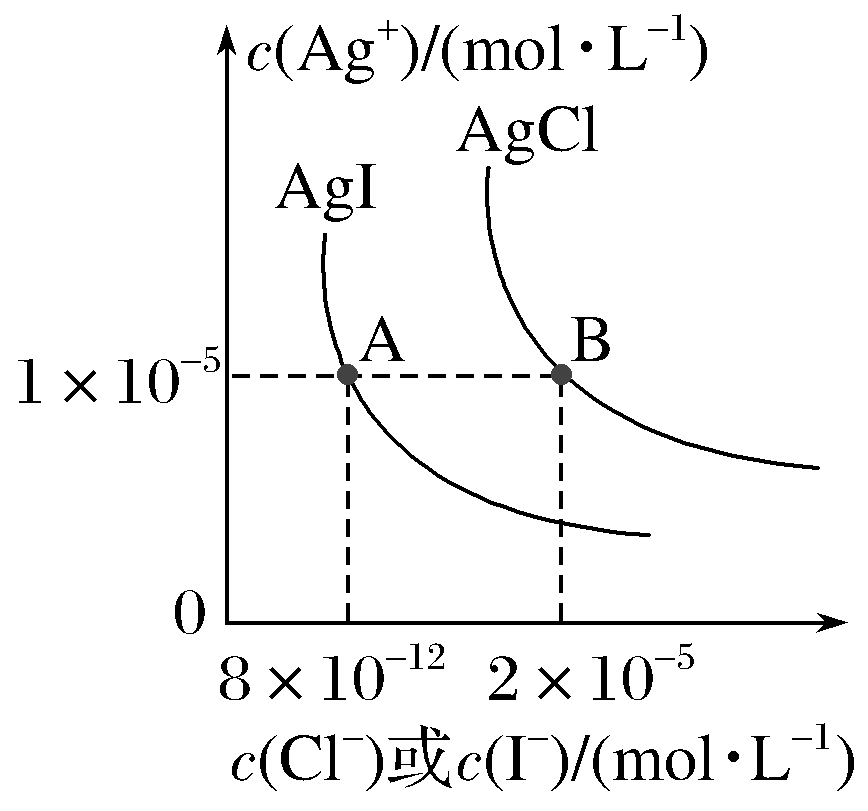 c(Ag⁺)/(mol·L⁻¹)
AgCl
AgI
A
B
1×10⁻⁵
0
8×10⁻¹² 2×10⁻⁵
c(Cl⁻)或c(I⁻)/(mol·L⁻¹)